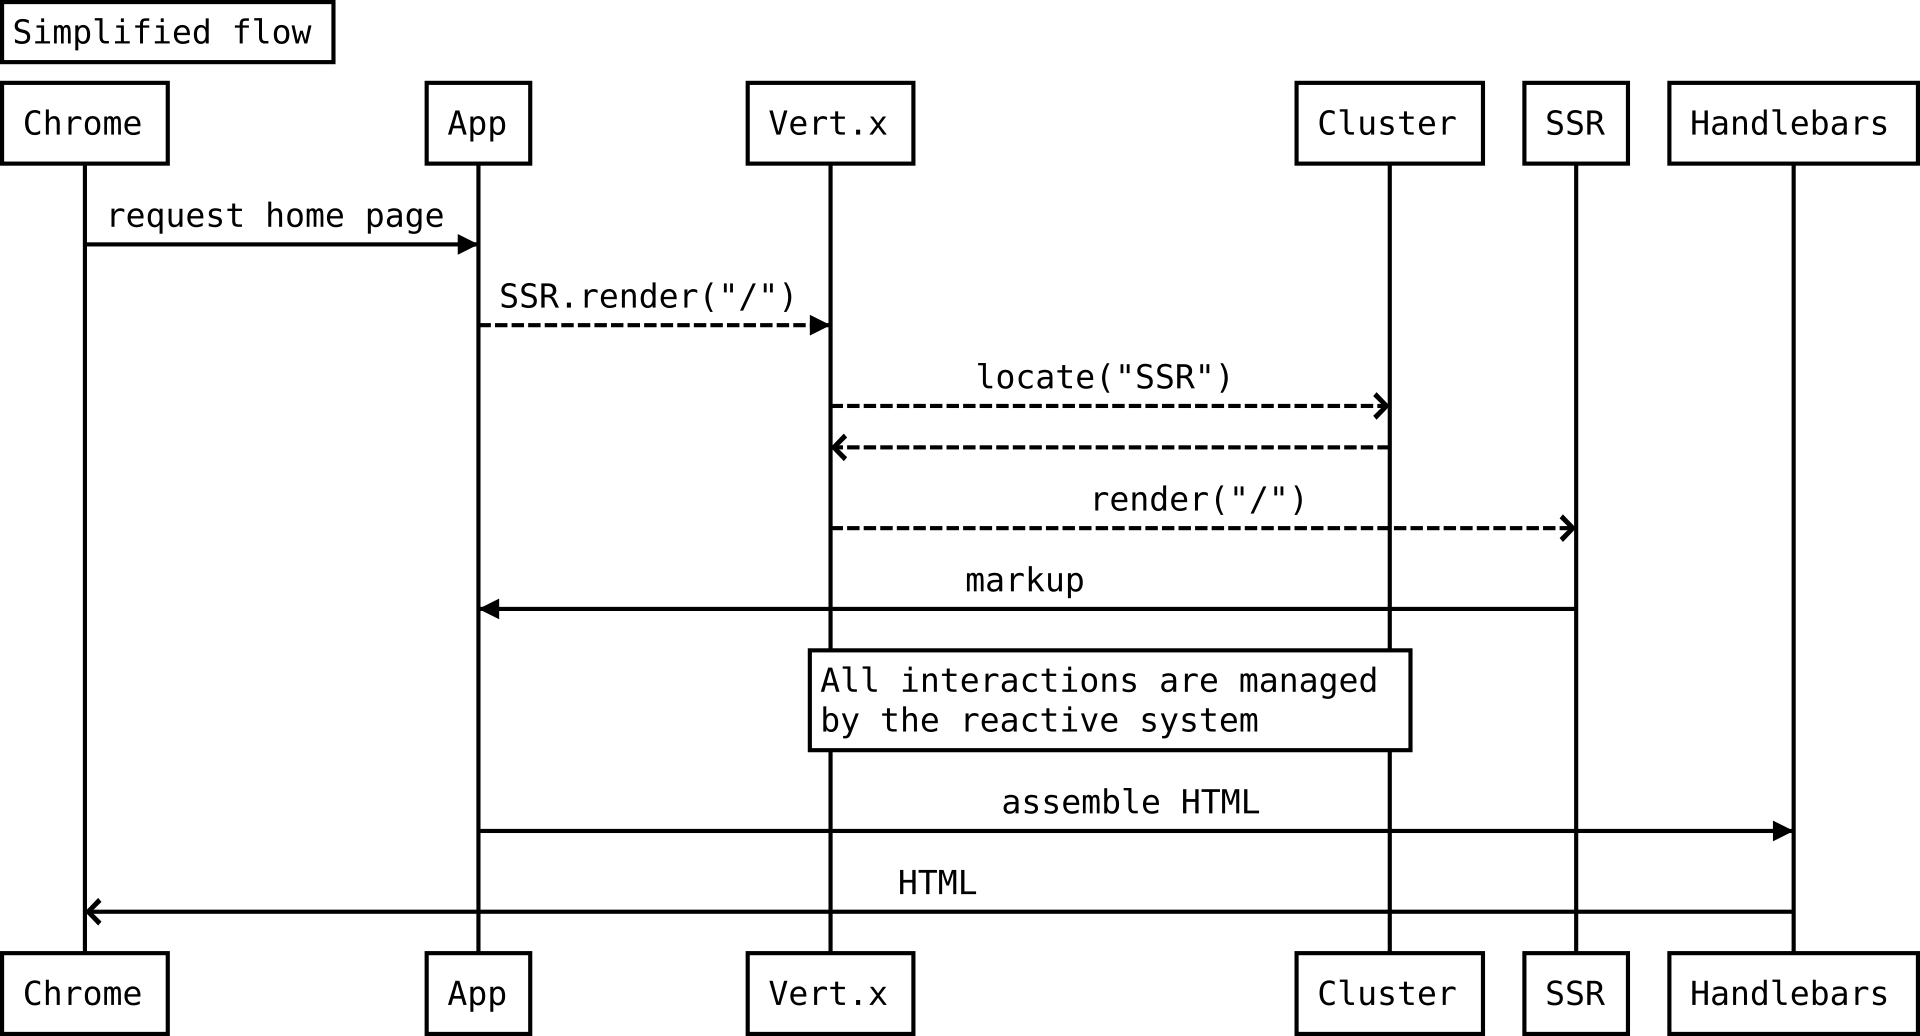 Simplified flow
Chrome App Vert.x Cluster SSR Handlebars
request home page
SSR.render("/")
locate("SSR")
render("/")
markup
All interactions are managed
by the reactive system
assemble HTML
HTML
Chrome App Vert.x Cluster SSR Handlebars